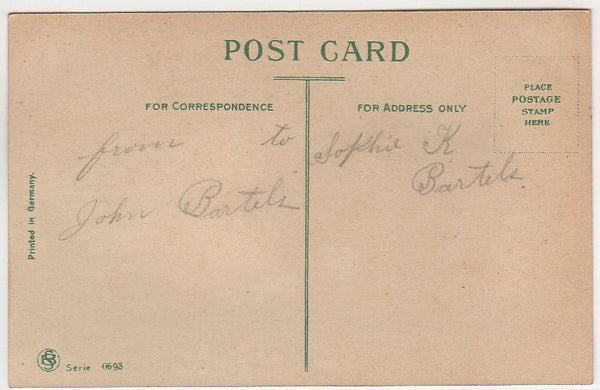 POST CARD
FOR CORRESPONDENCE
FOR ADDRESS ONLY
PLACE
POSTAGE
STAMP
HERE
from to
John Bartels
Sophie K
Bartels
Printed in Germany.
Serie 0693